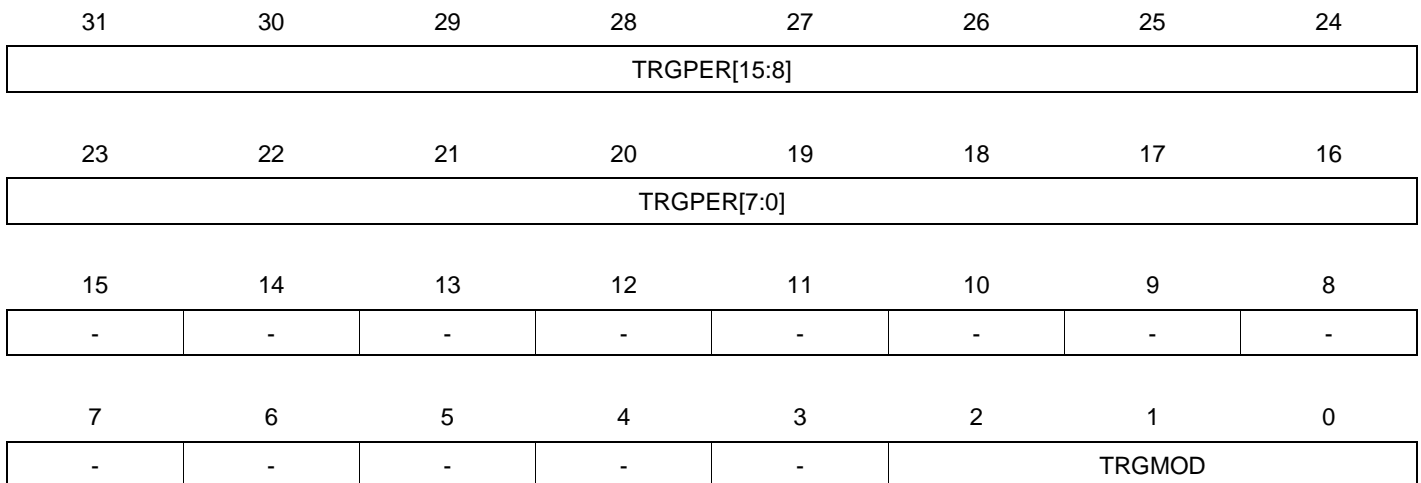 31 30 29 28 27 26 25 24
TRGPER[15:8]
23 22 21 20 19 18 17 16
TRGPER[7:0]
15 14 13 12 11 10 9 8
- - - - - - - -
7 6 5 4 3 2 1 0
- - - - - TRGMOD